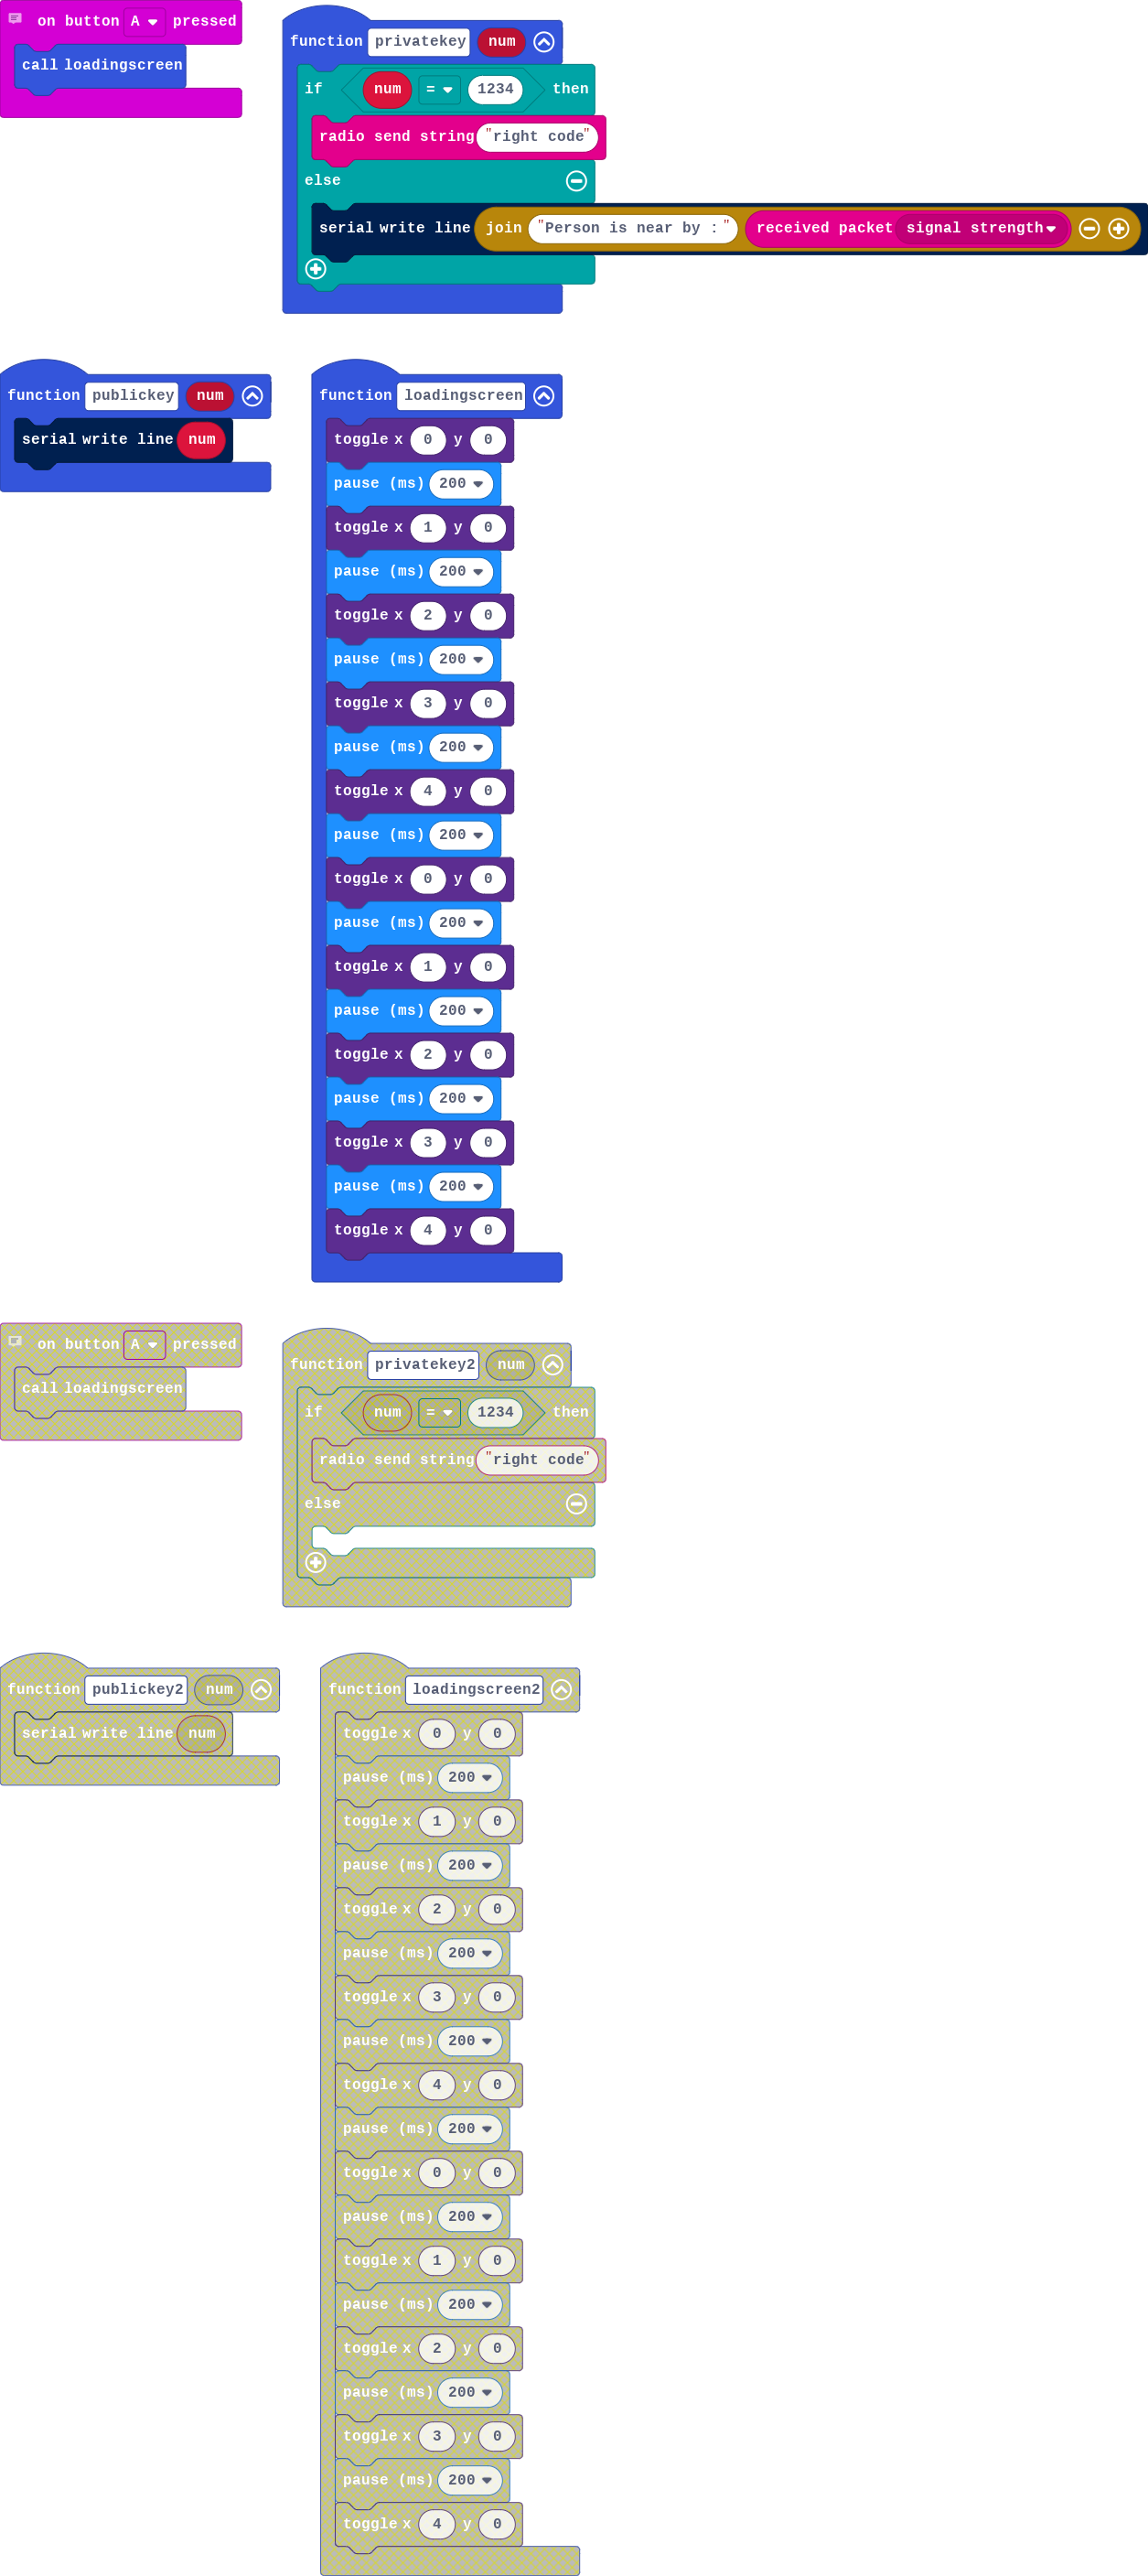 on button A pressed
call loadingscreen
function privatekey num
if num = 1234 then
radio send string "right code"
else
serial write line join "Person is near by : " received packet signal strength
function publickey num
serial write line num
function loadingscreen
toggle x 0 y 0
pause (ms) 200
toggle x 1 y 0
pause (ms) 200
toggle x 2 y 0
pause (ms) 200
toggle x 3 y 0
pause (ms) 200
toggle x 4 y 0
pause (ms) 200
toggle x 0 y 0
pause (ms) 200
toggle x 1 y 0
pause (ms) 200
toggle x 2 y 0
pause (ms) 200
toggle x 3 y 0
pause (ms) 200
toggle x 4 y 0
on button A pressed
call loadingscreen
function privatekey2 num
if num = 1234 then
radio send string "right code"
else
function publickey2 num
serial write line num
function loadingscreen2
toggle x 0 y 0
pause (ms) 200
toggle x 1 y 0
pause (ms) 200
toggle x 2 y 0
pause (ms) 200
toggle x 3 y 0
pause (ms) 200
toggle x 4 y 0
pause (ms) 200
toggle x 0 y 0
pause (ms) 200
toggle x 1 y 0
pause (ms) 200
toggle x 2 y 0
pause (ms) 200
toggle x 3 y 0
pause (ms) 200
toggle x 4 y 0